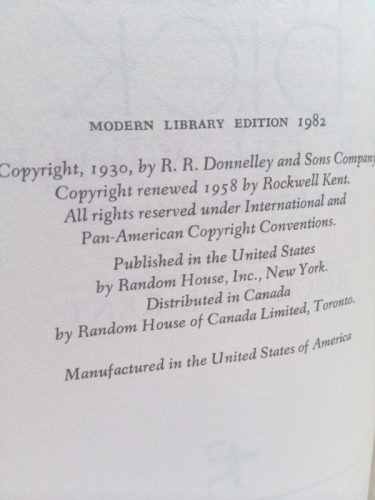 MODERN LIBRARY EDITION 1982
Copyright, 1930, by R. R. Donnelley and Sons Company
Copyright renewed 1958 by Rockwell Kent.
All rights reserved under International and
Pan-American Copyright Conventions.
Published in the United States
by Random House, Inc., New York.
Distributed in Canada
by Random House of Canada Limited, Toronto.
Manufactured in the United States of America